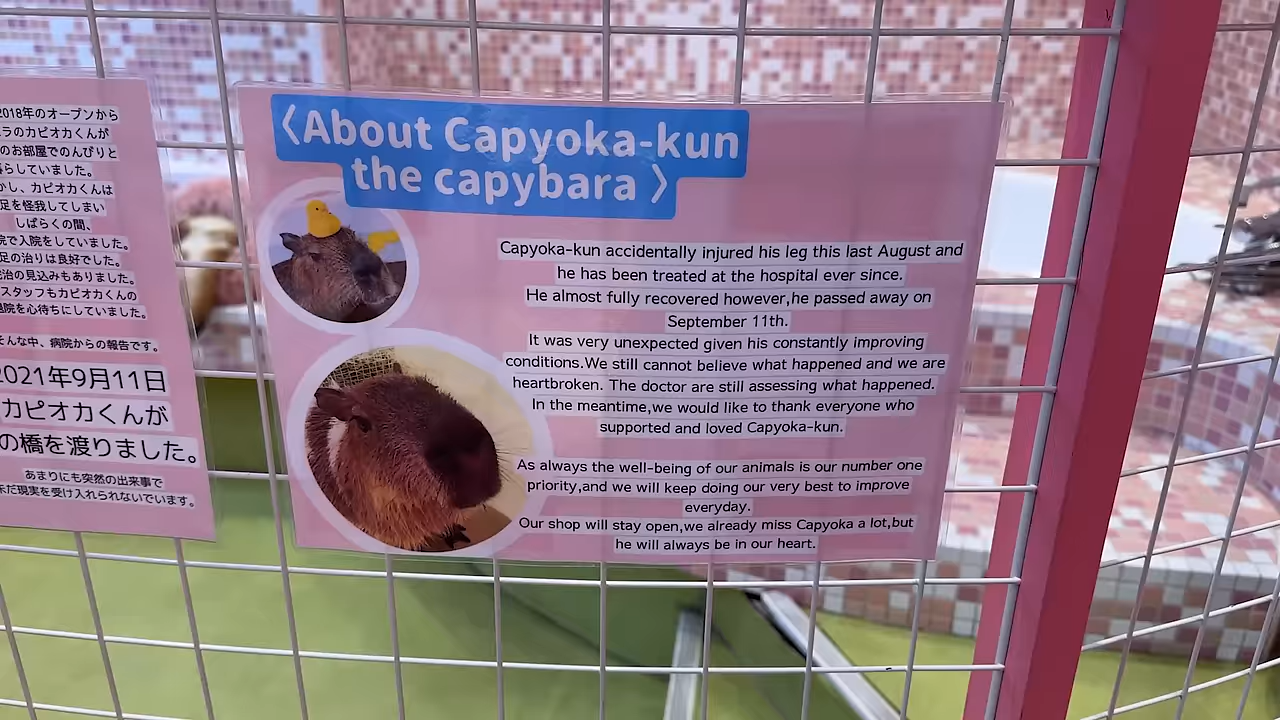 2018年のオープンから
ラのカピオカくんが
のお部屋でのんびりと
らしていました。
かし、カピオカくんは
足を怪我してしまい
しばらくの間、
院で入院をしていました。
足の治りは良好でした。
治の見込みもありました。
スタッフもカピオカくんの
退院を心待ちにしていました。
そんな中、病院からの報告です。
2021年9月11日
カピオカくんが
の橋を渡りました。
あまりにも突然の出来事で
未だ現実を受け入れられないでいます。
〈About Capyoka-kun
the capybara 〉
Capyoka-kun accidentally injured his leg this last August and
he has been treated at the hospital ever since.
He almost fully recovered however,he passed away on
September 11th.
It was very unexpected given his constantly improving
conditions.We still cannot believe what happened and we are
heartbroken. The doctor are still assessing what happened.
In the meantime,we would like to thank everyone who
supported and loved Capyoka-kun.
As always the well-being of our animals is our number one
priority,and we will keep doing our very best to improve
everyday.
Our shop will stay open,we already miss Capyoka a lot,but
he will always be in our heart.